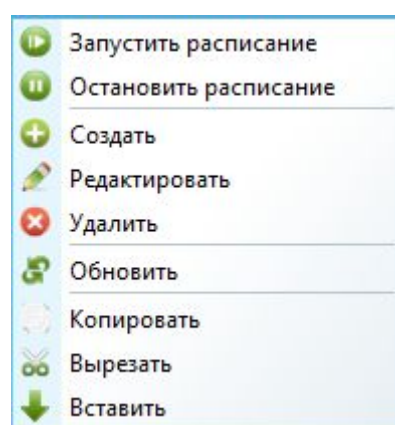 Запустить расписание
Остановить расписание
Создать
Редактировать
Удалить
Обновить
Копировать
Вырезать
Вставить